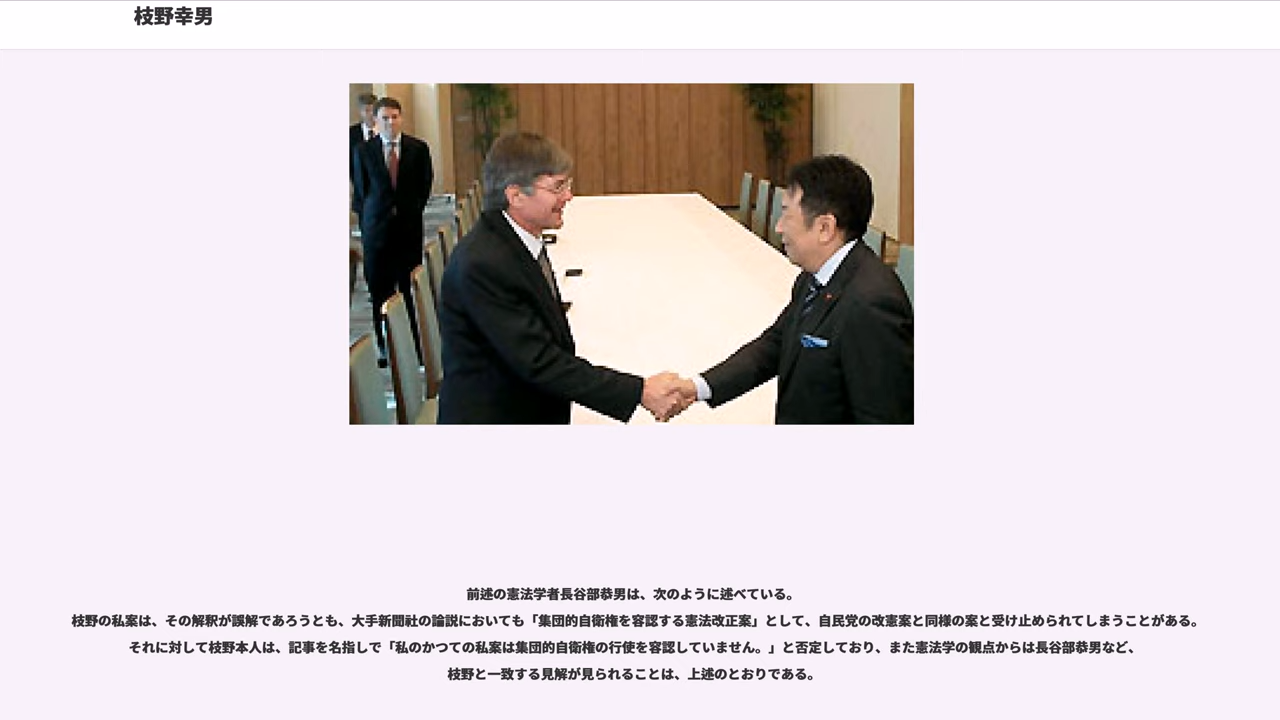 枝野幸男
前述の憲法学者長谷部恭男は、次のように述べている。
枝野の私案は、その解釈が誤解であろうとも、大手新聞社の論説においても「集団的自衛権を容認する憲法改正案」として、自民党の改憲案と同様の案と受け止められてしまうことがある。
それに対して枝野本人は、記事を名指しで「私のかつての私案は集団的自衛権の行使を容認していません。」と否定しており、また憲法学の観点からは長谷部恭男など、
枝野と一致する見解が見られることは、上述のとおりである。